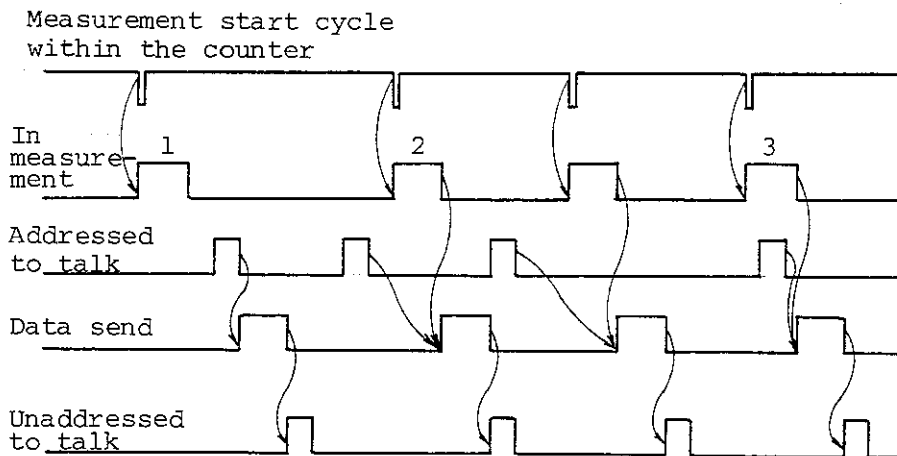 Measurement start cycle
within the counter
In
measure-
ment
1
2
3
Addressed
to talk
Data send
Unaddressed
to talk